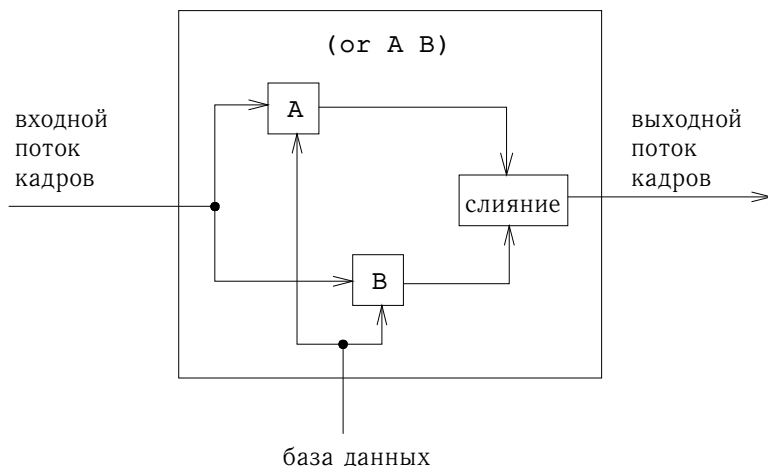 (or A B)
входной
поток
кадров
A
выходной
поток
кадров
слияние
B
база данных